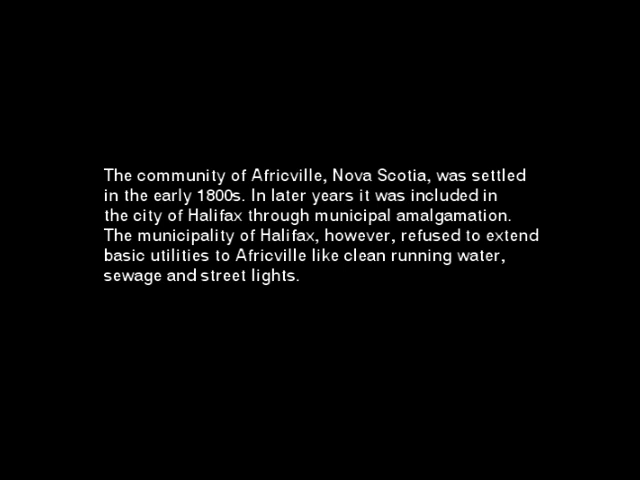 The community of Africville, Nova Scotia, was settled
in the early 1800s. In later years it was included in
the city of Halifax through municipal amalgamation.
The municipality of Halifax, however, refused to extend
basic utilities to Africville like clean running water,
sewage and street lights.